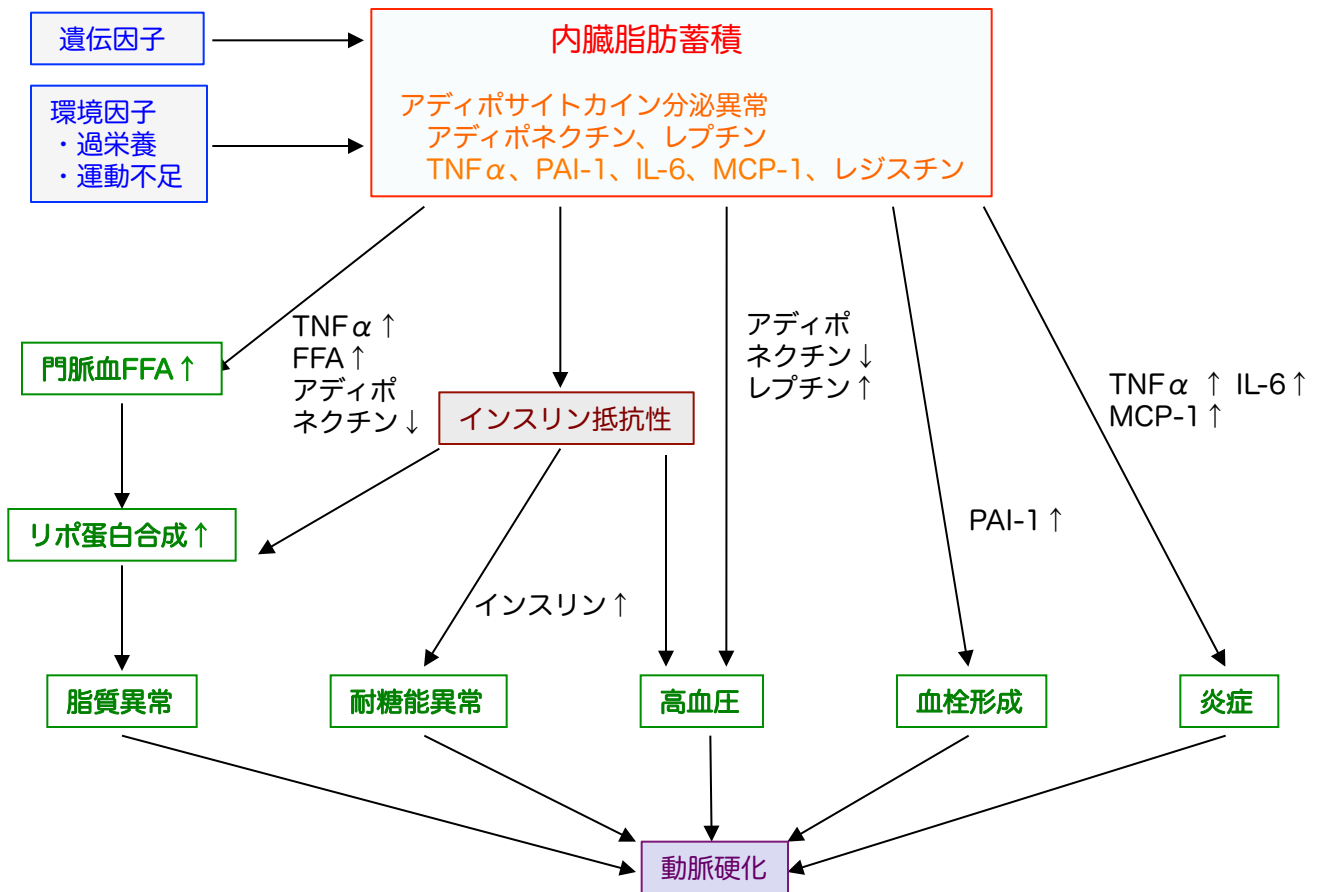 遺伝因子
環境因子
・過栄養
・運動不足
内臓脂肪蓄積
アディポサイトカイン分泌異常
アディポネクチン、レプチン
TNFα、PAI-1、IL-6、MCP-1、レジスチン
門脈血FFA↑
TNFα↑
FFA↑
アディポ
ネクチン↓
インスリン抵抗性
アディポ
ネクチン↓
レプチン↑
TNFα ↑ IL-6↑
MCP-1↑
リポ蛋白合成↑
PAI-1↑
インスリン↑
脂質異常
耐糖能異常
高血圧
血栓形成
炎症
動脈硬化